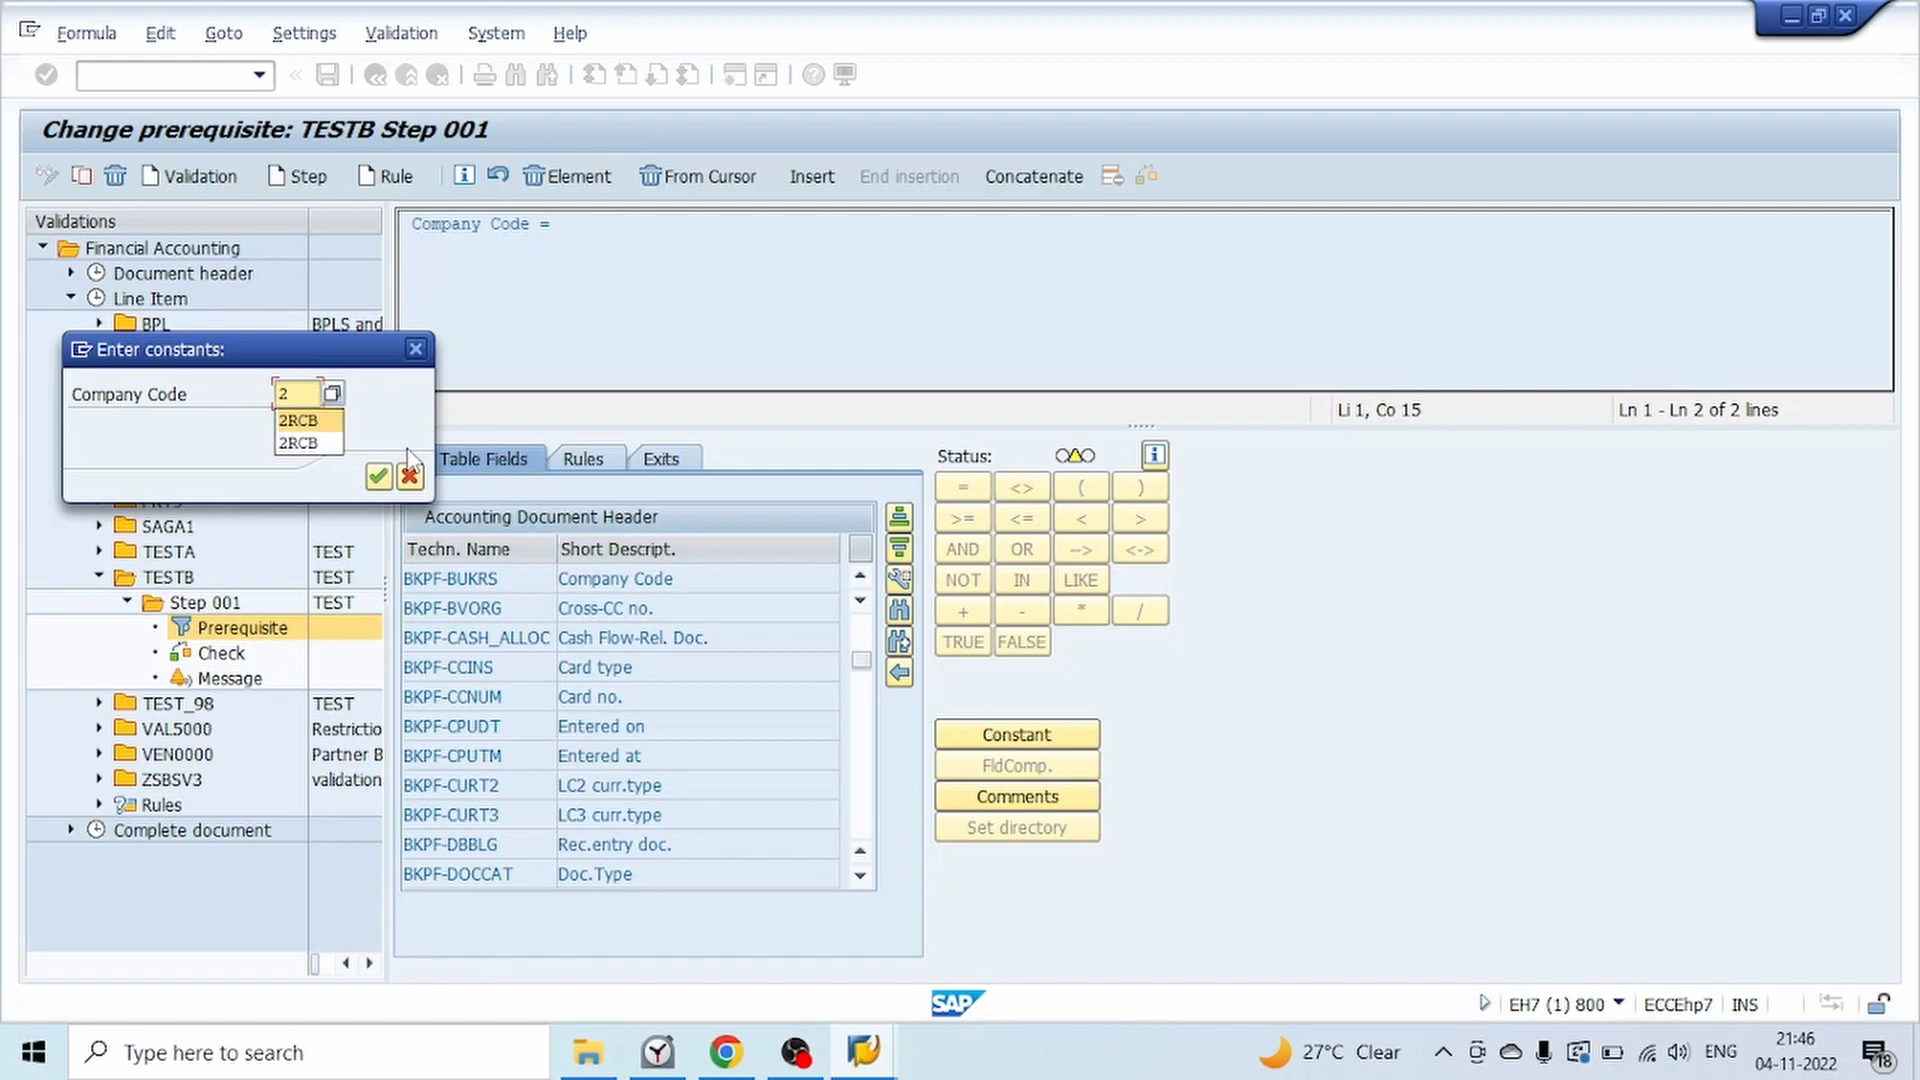 Formula Edit Goto Settings Validation System Help
Change prerequisite: TESTB Step 001
Validation Step Rule Element From Cursor Insert End insertion Concatenate
Validations
Financial Accounting
Document header
Line Item
BPL BPLS and
Company Code =
Enter constants:
Company Code 2
2RCB
2RCB
Li 1, Co 15 Ln 1 - Ln 2 of 2 lines
SAGA1
TESTA TEST
TESTB TEST
Step 001 TEST
Prerequisite
Check
Message
TEST_98 TEST
VAL5000 Restrictio
VEN0000 Partner B
ZSBSV3 validation
Rules
Complete document
Table Fields Rules Exits
Accounting Document Header
Techn. Name Short Descript.
BKPF-BUKRS Company Code
BKPF-BVORG Cross-CC no.
BKPF-CASH_ALLOC Cash Flow-Rel. Doc.
BKPF-CCINS Card type
BKPF-CCNUM Card no.
BKPF-CPUDT Entered on
BKPF-CPUTM Entered at
BKPF-CURT2 LC2 curr.type
BKPF-CURT3 LC3 curr.type
BKPF-DBBLG Rec.entry doc.
BKPF-DOCCAT Doc.Type
Status:
= <> ( )
>= <= < >
AND OR --> <->
NOT IN LIKE
+ - * /
TRUE FALSE
Constant
FldComp.
Comments
Set directory
SAP
EH7 (1) 800 ECCEhp7 INS
Type here to search
27°C Clear
ENG
21:46
04-11-2022
18